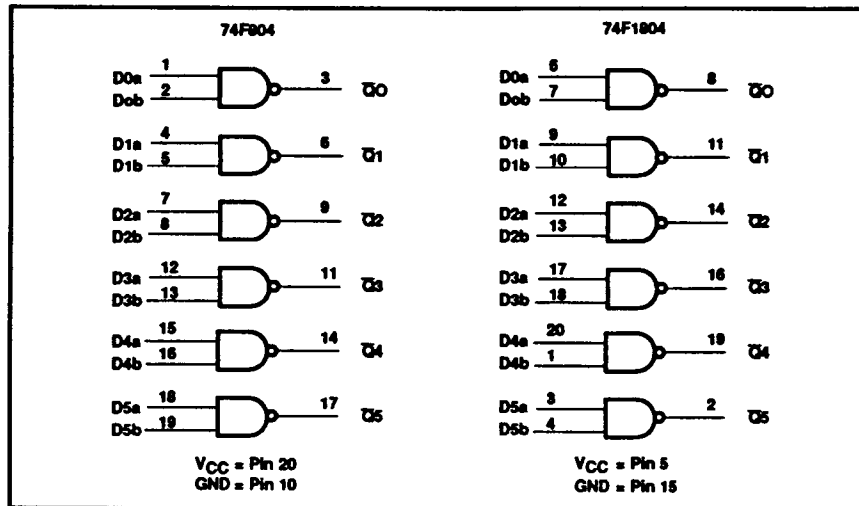 74F804
D0a 1
Dob 2
3 Q̅0
D1a 4
D1b 5
6 Q̅1
D2a 7
D2b 8
9 Q̅2
D3a 12
D3b 13
11 Q̅3
D4a 15
D4b 16
14 Q̅4
D5a 18
D5b 19
17 Q̅5
VCC = Pin 20
GND = Pin 10
74F1804
D0a 6
Dob 7
8 Q̅0
D1a 9
D1b 10
11 Q̅1
D2a 12
D2b 13
14 Q̅2
D3a 17
D3b 18
16 Q̅3
D4a 20
D4b 1
19 Q̅4
D5a 3
D5b 4
2 Q̅5
VCC = Pin 5
GND = Pin 15